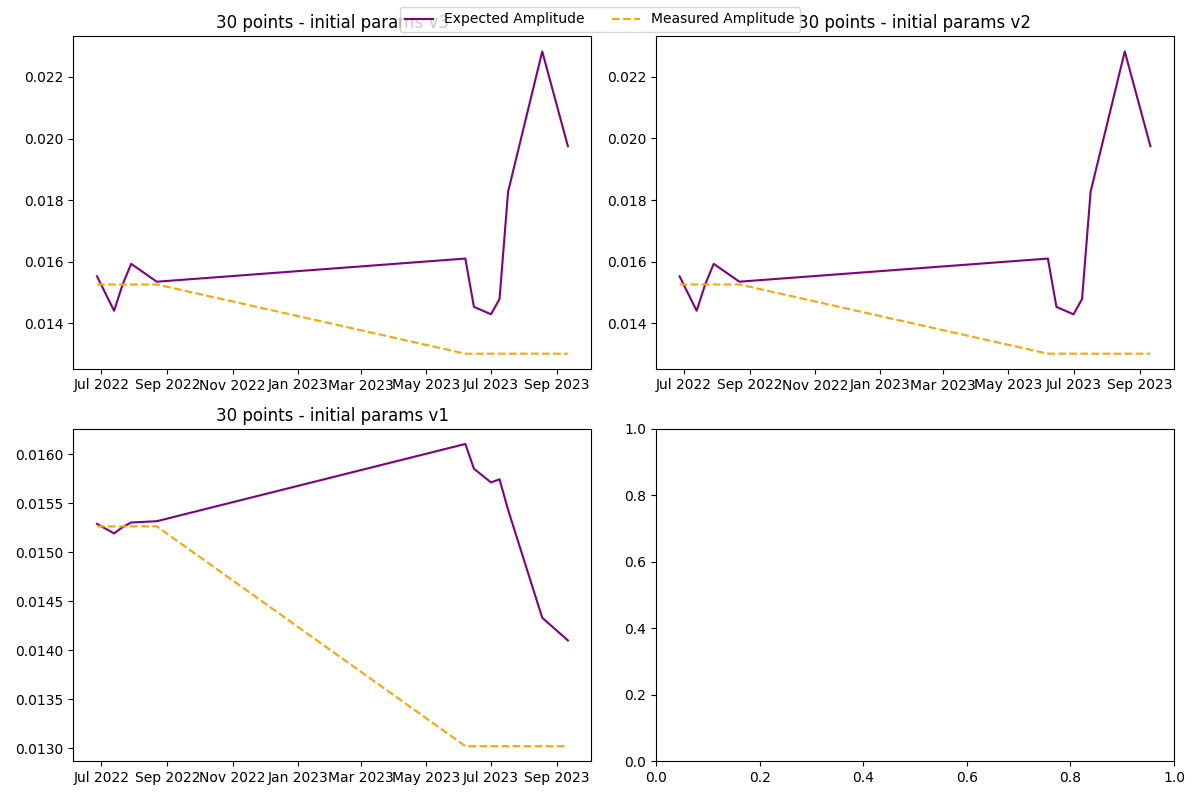 Expected Amplitude Measured Amplitude
30 points - initial params v3
30 points - initial params v2
0.022
0.020
0.018
0.016
0.014
Jul 2022 Sep 2022 Nov 2022 Jan 2023 Mar 2023 May 2023 Jul 2023 Sep 2023
0.022
0.020
0.018
0.016
0.014
Jul 2022 Sep 2022 Nov 2022 Jan 2023 Mar 2023 May 2023 Jul 2023 Sep 2023
30 points - initial params v1
0.0160
0.0155
0.0150
0.0145
0.0140
0.0135
0.0130
Jul 2022 Sep 2022 Nov 2022 Jan 2023 Mar 2023 May 2023 Jul 2023 Sep 2023
1.0
0.8
0.6
0.4
0.2
0.0
0.0 0.2 0.4 0.6 0.8 1.0